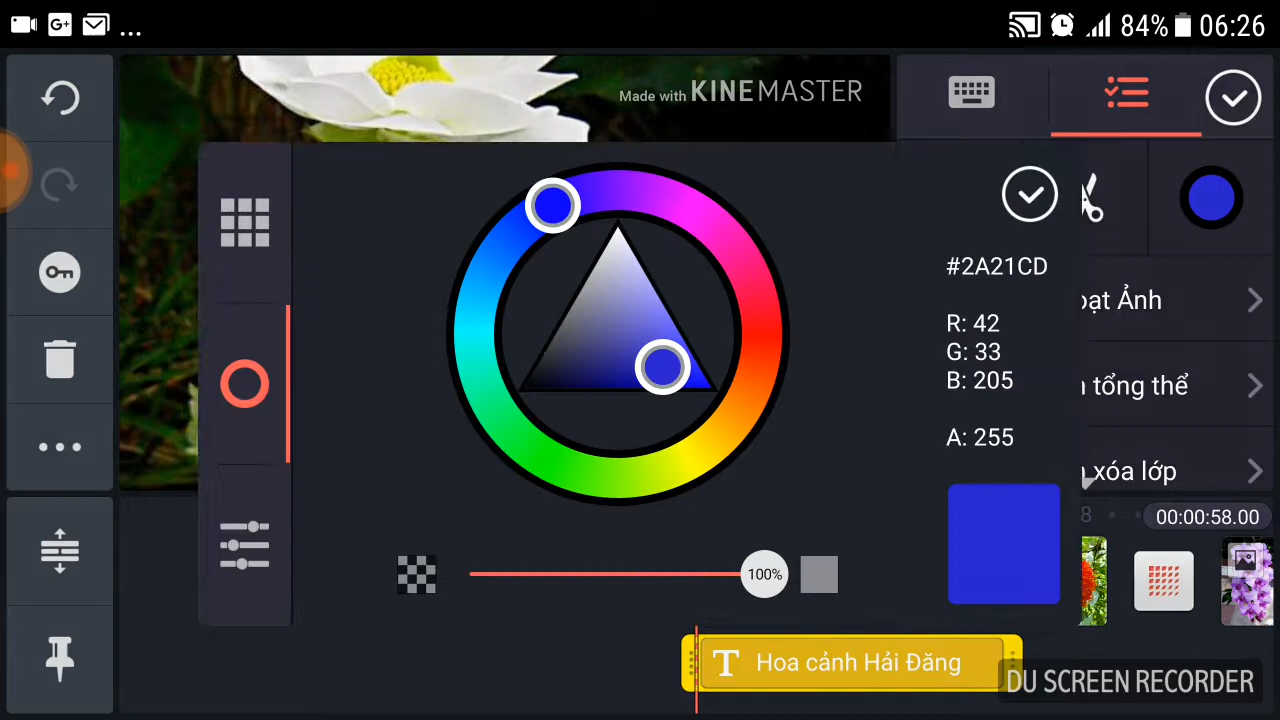 G+
...
84%
06:26
Made with KINEMASTER
#2A21CD
R: 42
G: 33
B: 205
A: 255
Ảnh
tổng thể
xóa lớp
8
00:00:58.00
100%
T Hoa cảnh Hải Đăng
DU SCREEN RECORDER